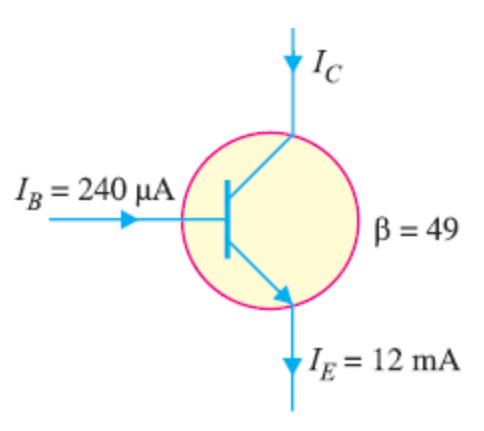 I_C
I_B = 240 μA
β = 49
I_E = 12 mA